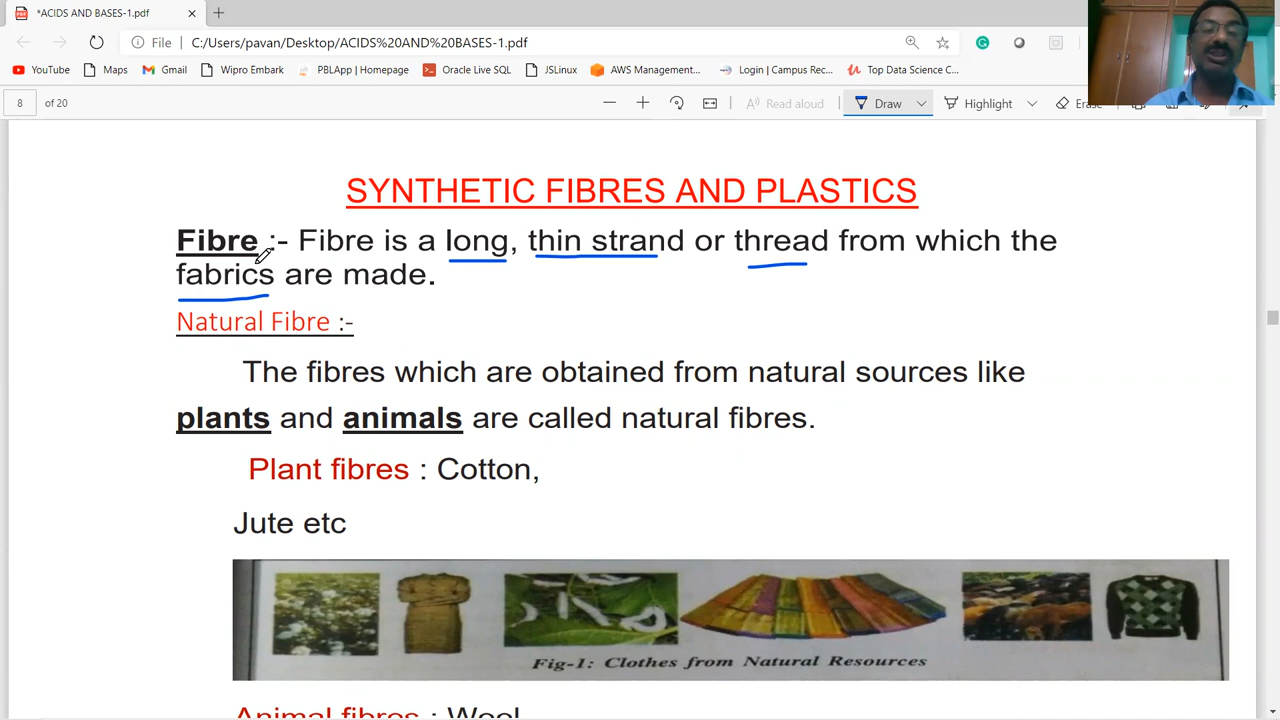 *ACIDS AND BASES-1.pdf
File C:/Users/pavan/Desktop/ACIDS%20AND%20BASES-1.pdf
YouTube Maps Gmail Wipro Embark PBLApp | Homepage Oracle Live SQL JSLinux AWS Management... Login | Campus Rec... Top Data Science C...
8 of 20 Read aloud Draw Highlight
SYNTHETIC FIBRES AND PLASTICS
Fibre :- Fibre is a long, thin strand or thread from which the
fabrics are made.
Natural Fibre :-
The fibres which are obtained from natural sources like
plants and animals are called natural fibres.
Plant fibres : Cotton,
Jute etc
Fig-1: Clothes from Natural Resources
Animal fibres : Wool